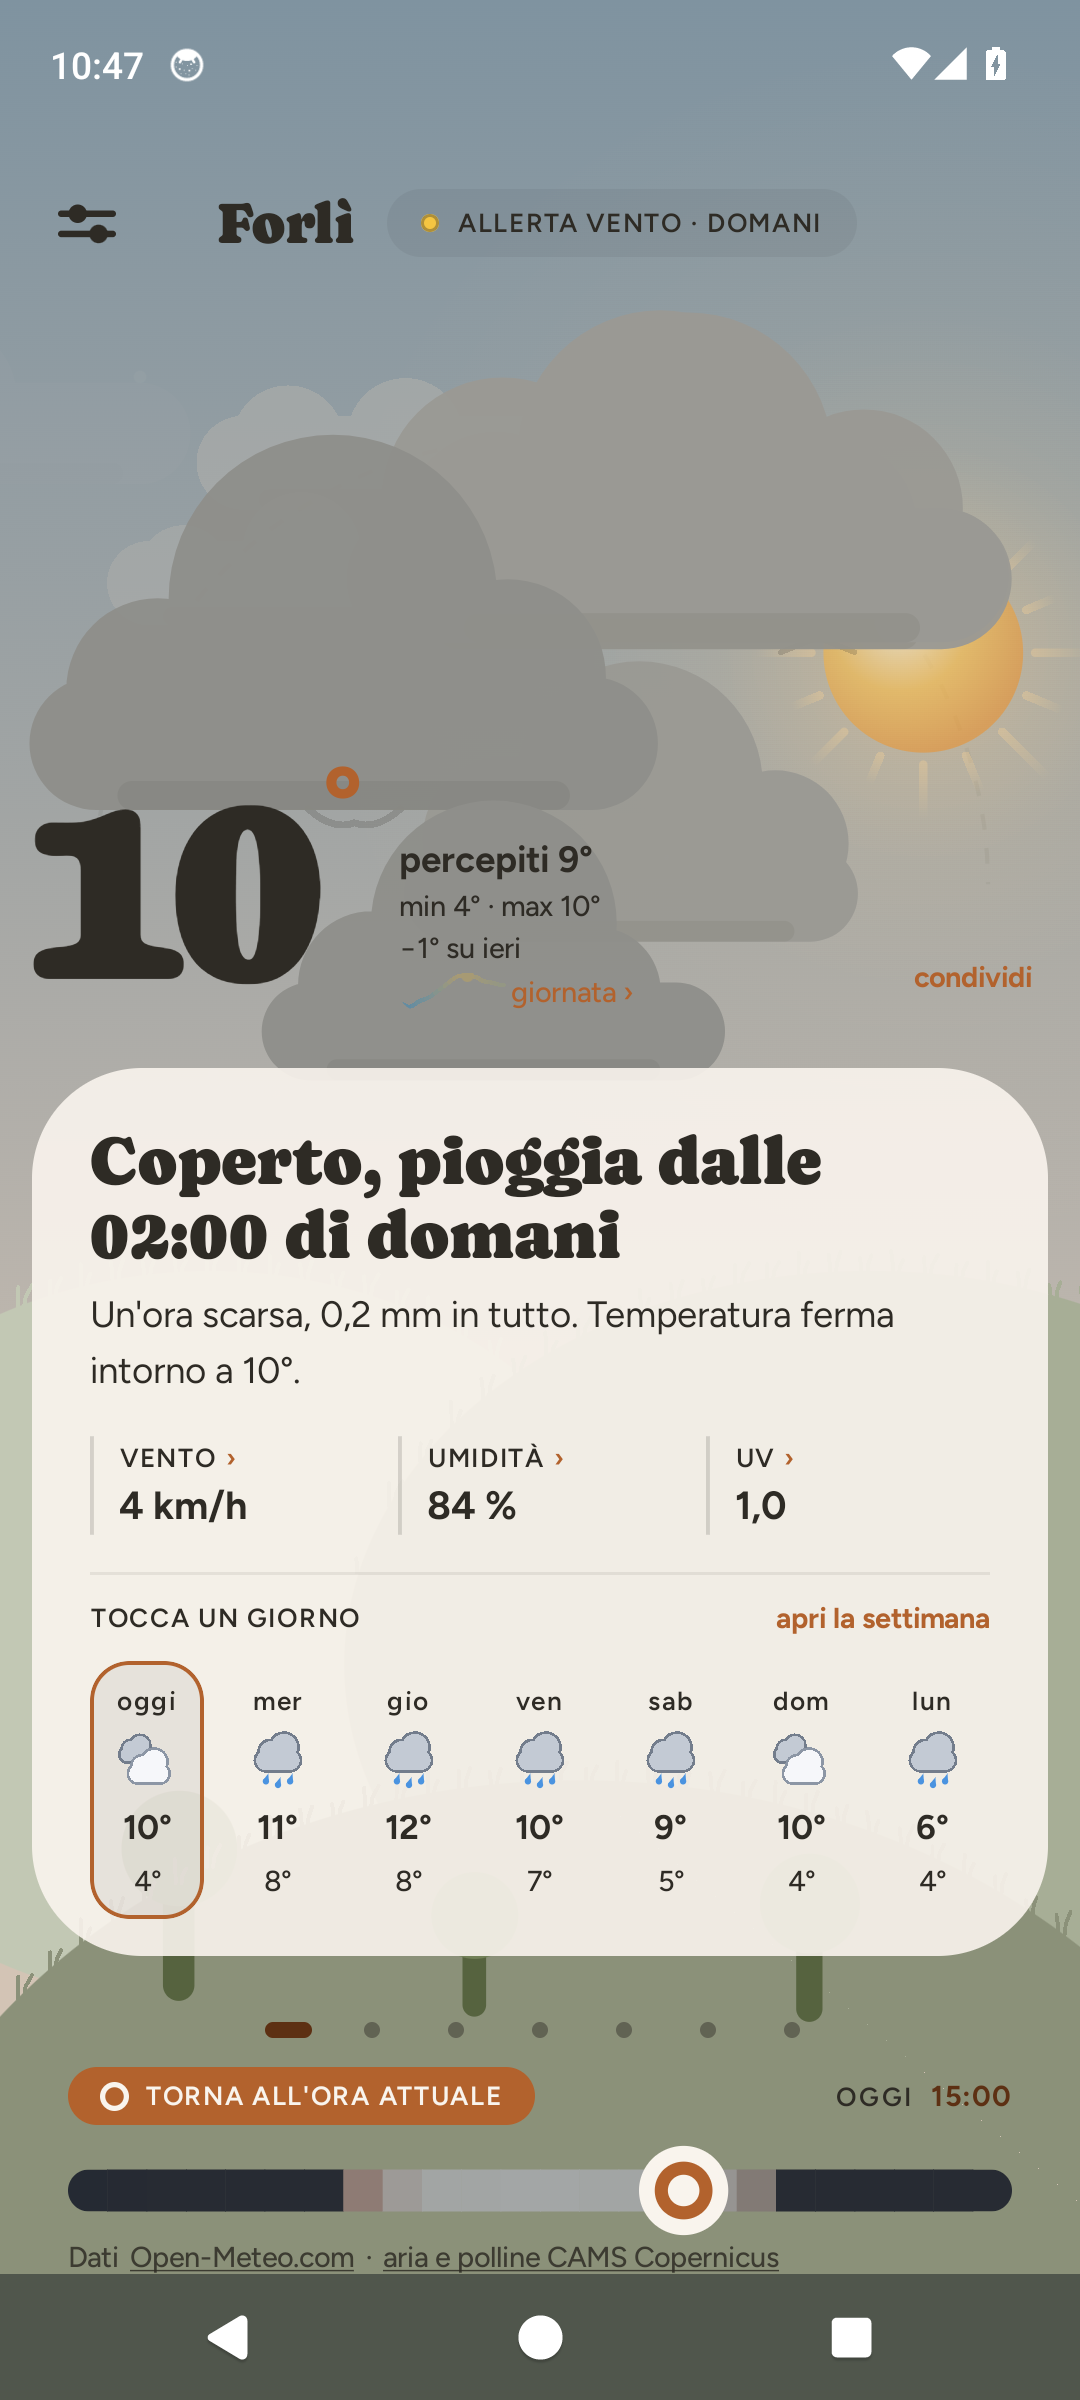 10:47
Forlì
ALLERTA VENTO · DOMANI
10
percepiti 9°
min 4° · max 10°
−1° su ieri
giornata ›
condividi
Coperto, pioggia dalle
02:00 di domani
Un'ora scarsa, 0,2 mm in tutto. Temperatura ferma
intorno a 10°.
VENTO › UMIDITÀ › UV ›
4 km/h 84 % 1,0
TOCCA UN GIORNO apri la settimana
oggi mer gio ven sab dom lun
10° 11° 12° 10° 9° 10° 6°
4° 8° 8° 7° 5° 4° 4°
TORNA ALL'ORA ATTUALE OGGI 15:00
Dati Open-Meteo.com · aria e polline CAMS Copernicus